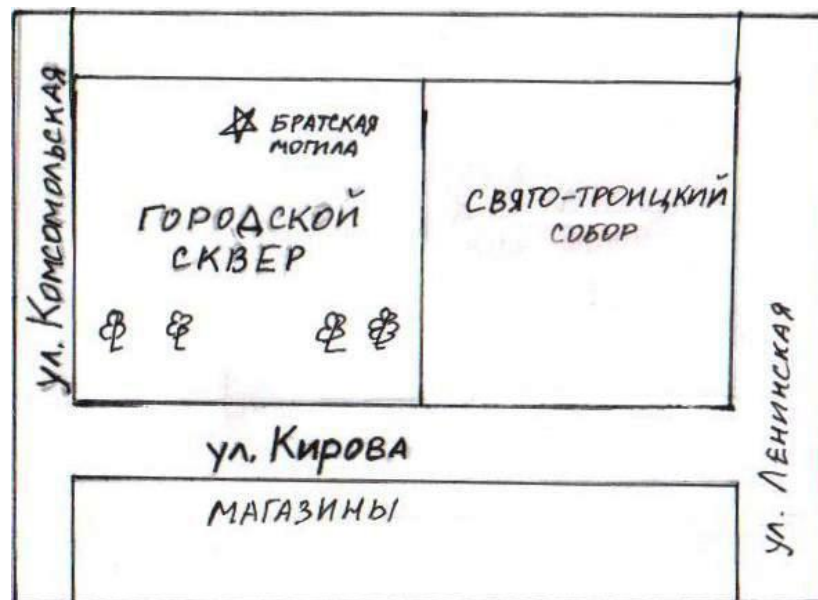 ул. Комсомольская
БРАТСКАЯ
МОГИЛА
ГОРОДСКОЙ
СКВЕР
СВЯТО-ТРОИЦКИЙ
СОБОР
ул. Кирова
МАГАЗИНЫ
ул. Ленинская